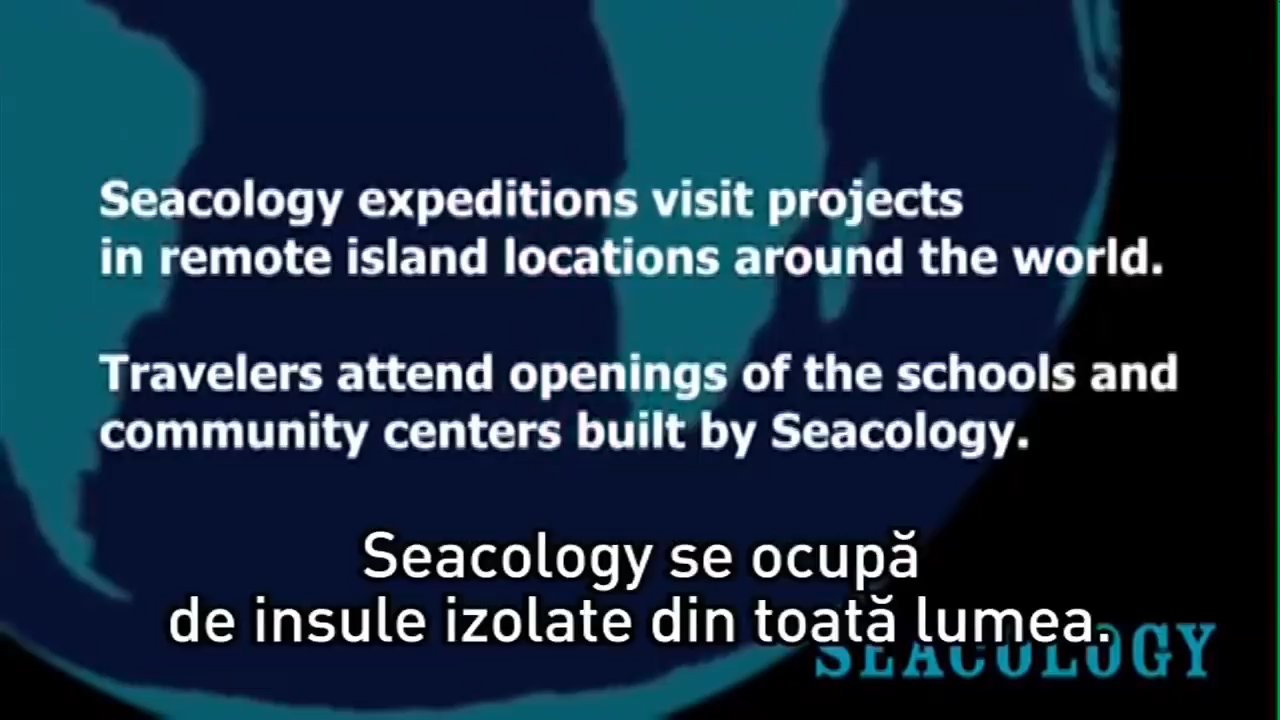 Seacology expeditions visit projects
in remote island locations around the world.
Travelers attend openings of the schools and
community centers built by Seacology.
Seacology se ocupă
de insule izolate din toată lumea.
SEACOLOGY